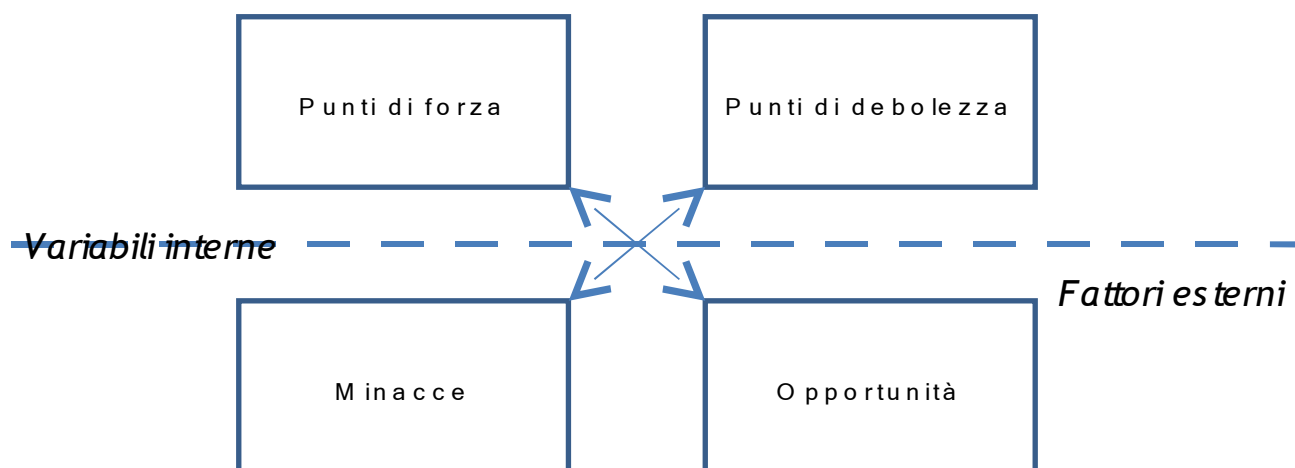 Punti di forza
Punti di debolezza
Variabili interne
Fattori esterni
Minacce
Opportunità